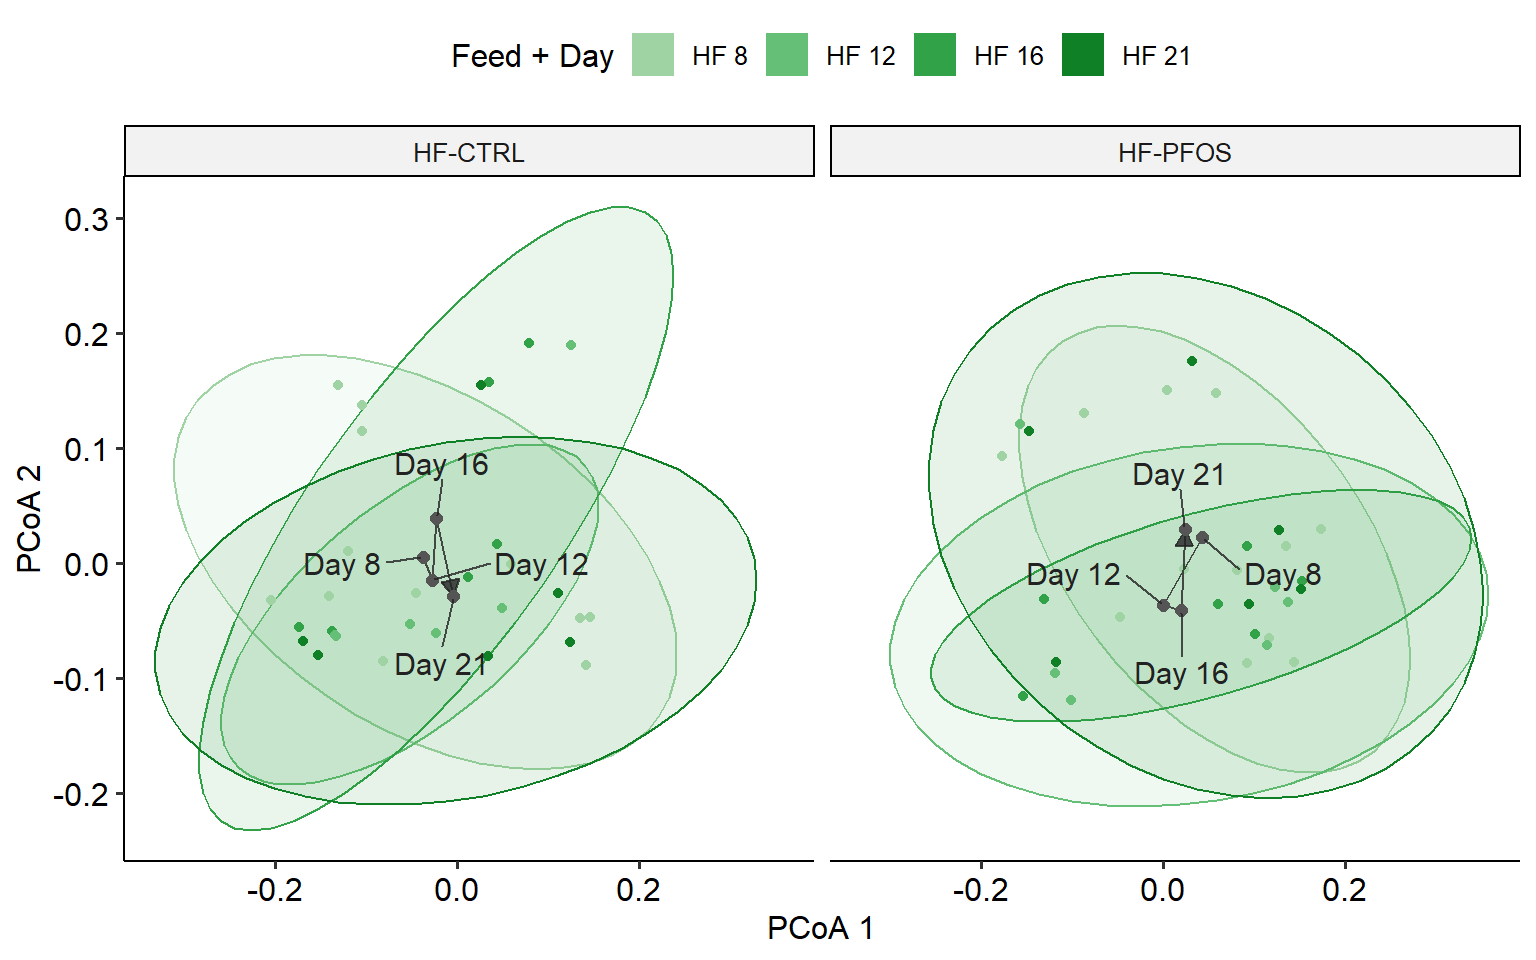 Feed + Day HF 8 HF 12 HF 16 HF 21
HF-CTRL HF-PFOS
PCoA 2
0.3
0.2
0.1
0.0
-0.1
-0.2
Day 16
Day 8
Day 12
Day 21
Day 21
Day 12
Day 8
Day 16
-0.2 0.0 0.2 -0.2 0.0 0.2
PCoA 1